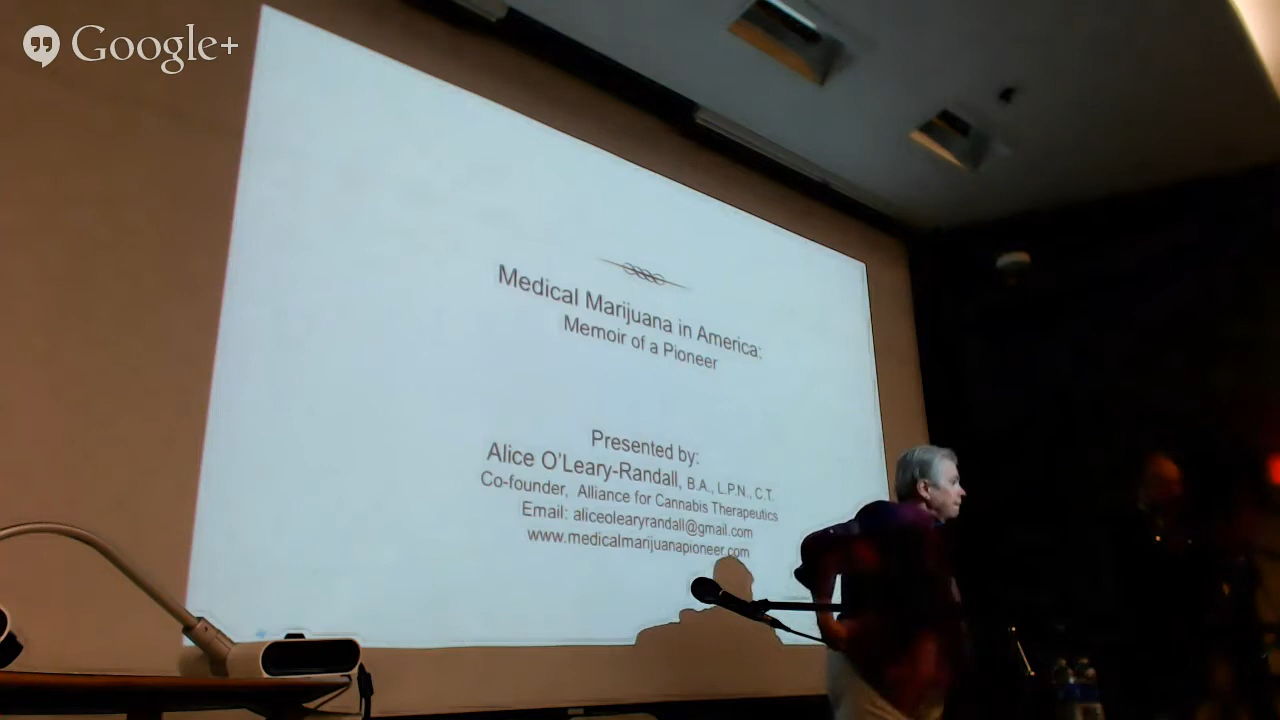 Google+
Medical Marijuana in America:
Memoir of a Pioneer
Presented by:
Alice O'Leary-Randall, B.A., L.P.N., C.T.
Co-founder, Alliance for Cannabis Therapeutics
Email: aliceolearyrandall@gmail.com
www.medicalmarijuanapioneer.com